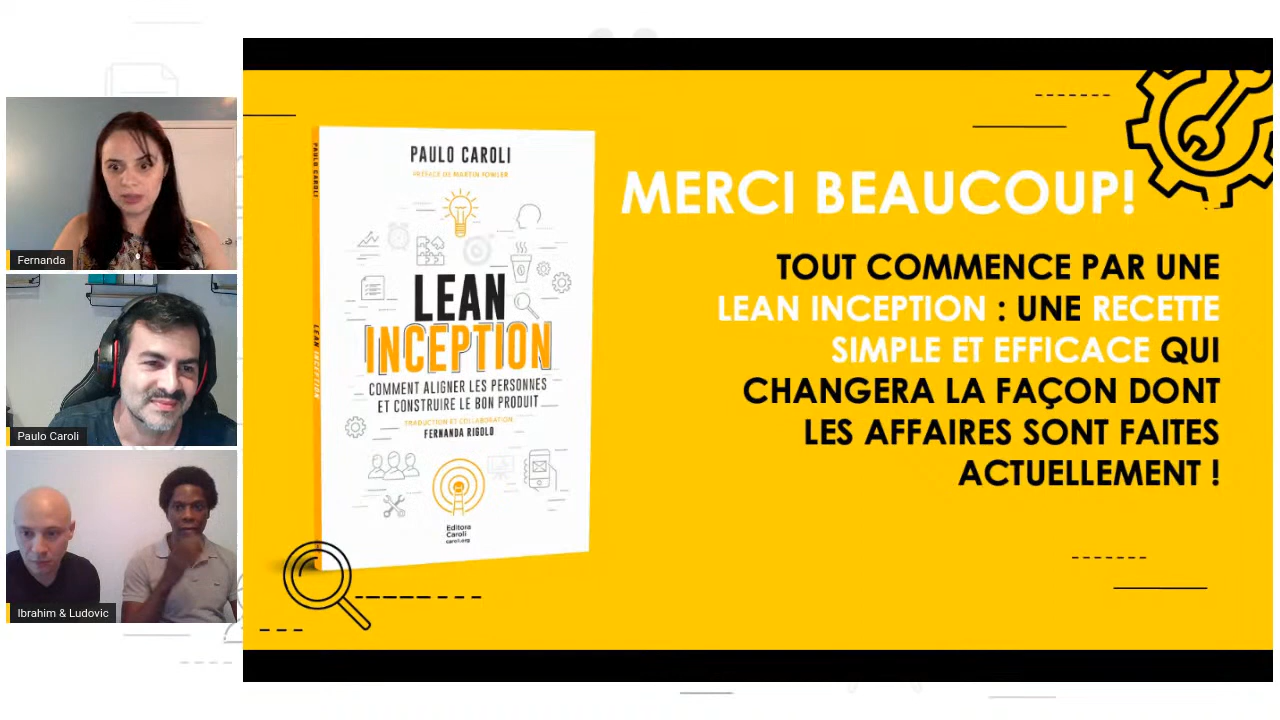 Fernanda
Paulo Caroli
Ibrahim & Ludovic
PAULO CAROLI
LEAN INCEPTION
PAULO CAROLI
PRÉFACE DE MARTIN FOWLER
LEAN
INCEPTION
COMMENT ALIGNER LES PERSONNES
ET CONSTRUIRE LE BON PRODUIT
TRADUCTION ET COLLABORATION
FERNANDA RIGOLO
Editora
Caroli
caroli.org
MERCI BEAUCOUP!
TOUT COMMENCE PAR UNE
LEAN INCEPTION : UNE RECETTE
SIMPLE ET EFFICACE QUI
CHANGERA LA FAÇON DONT
LES AFFAIRES SONT FAITES
ACTUELLEMENT !